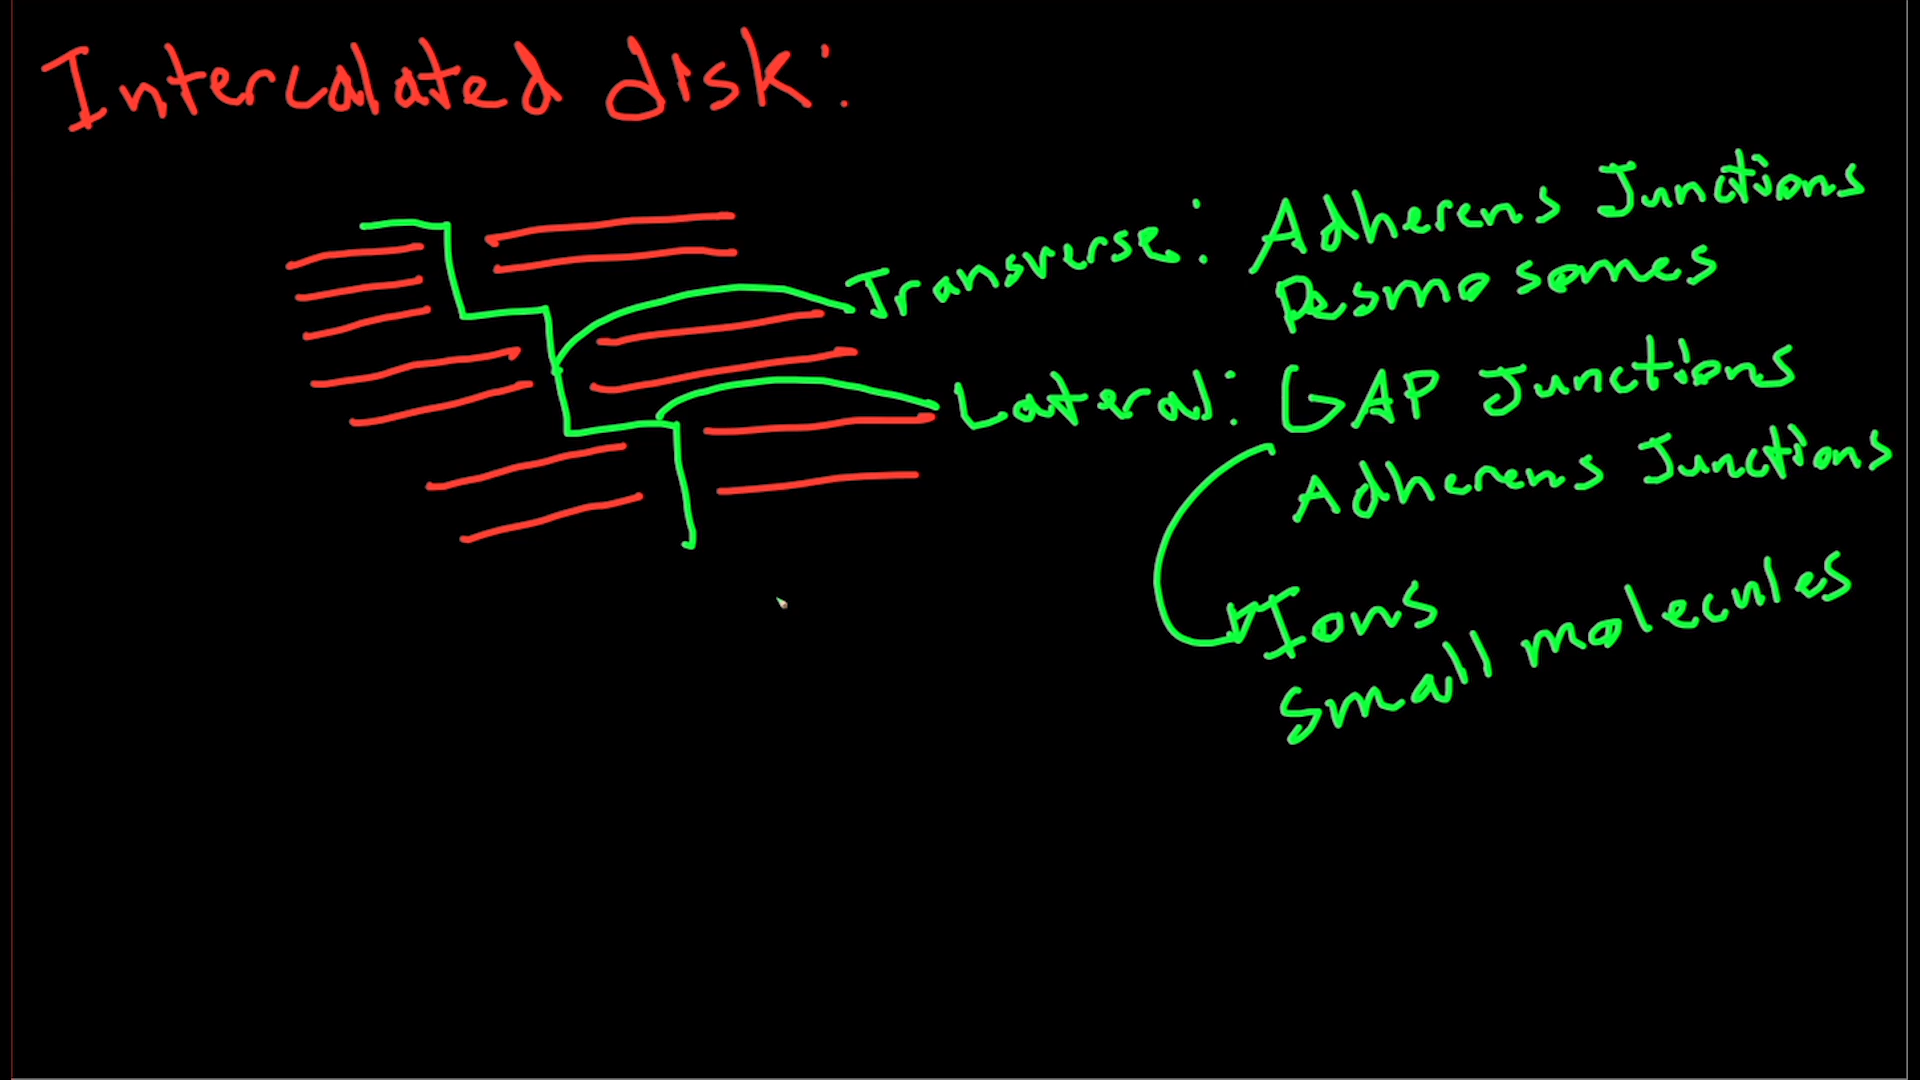 Intercalated disk:
Transverse: Adherens Junctions
Desmosomes
Lateral: GAP Junctions
Adherens Junctions
Ions
Small molecules